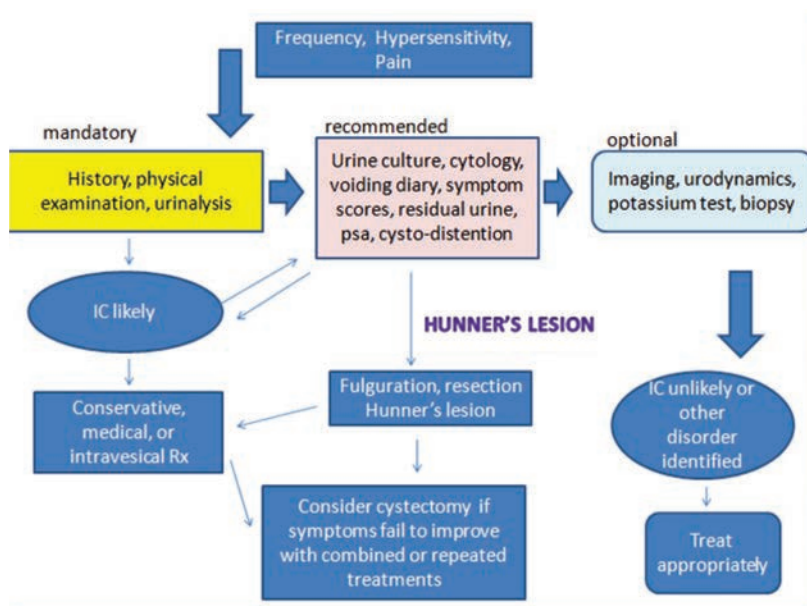 Frequency, Hypersensitivity,
Pain
mandatory
History, physical
examination, urinalysis
recommended
Urine culture, cytology,
voiding diary, symptom
scores, residual urine,
psa, cysto-distention
optional
Imaging, urodynamics,
potassium test, biopsy
IC likely
HUNNER'S LESION
Conservative,
medical, or
intravesical Rx
Fulguration, resection
Hunner's lesion
IC unlikely or
other
disorder
identified
Consider cystectomy if
symptoms fail to improve
with combined or repeated
treatments
Treat
appropriately